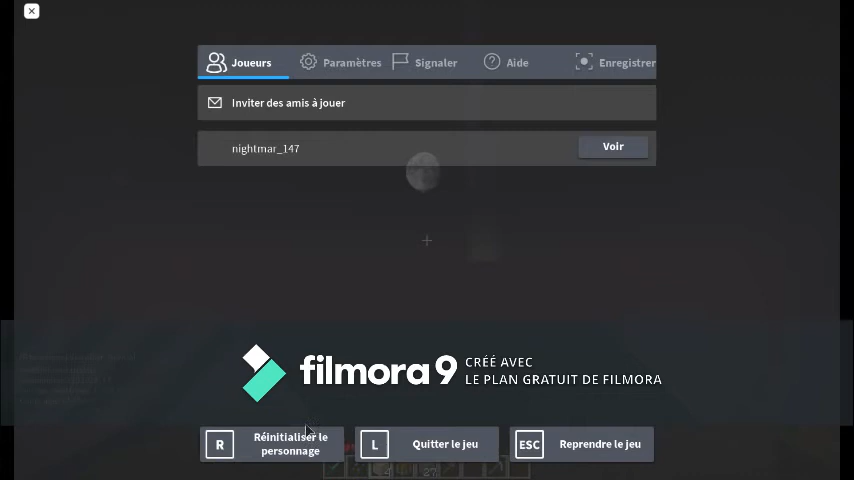 Joueurs Paramètres Signaler Aide Enregistrer
Inviter des amis à jouer
nightmar_147 Voir
filmora9 CRÉÉ AVEC
LE PLAN GRATUIT DE FILMORA
R Réinitialiser le
personnage
L Quitter le jeu
ESC Reprendre le jeu